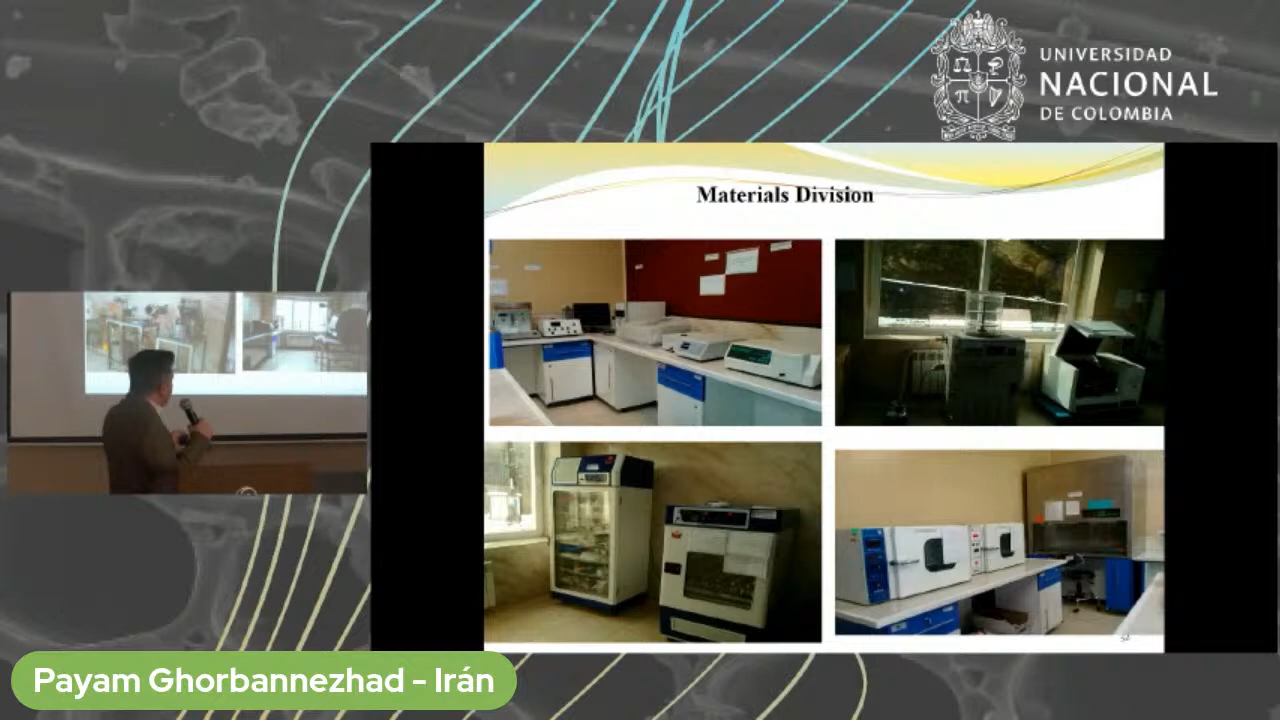 UNIVERSIDAD
NACIONAL
DE COLOMBIA
Materials Division
Payam Ghorbannezhad - Irán